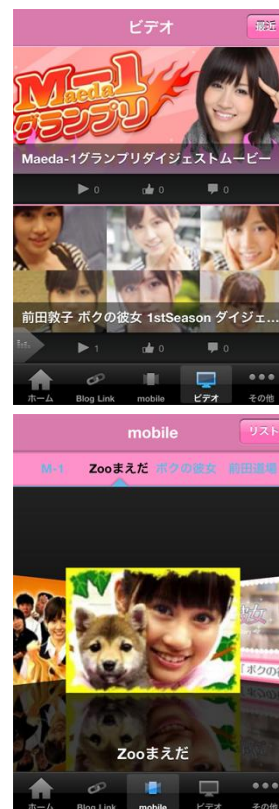 ビデオ
最近
M-1
Maeda
グランプリ
Maeda-1グランプリダイジェストムービー
0 0 0
前田敦子 ボクの彼女 1stSeason ダイジェ...
1 0 0
ホーム Blog Link mobile ビデオ その他
mobile
リスト
M-1 Zooまえだ ボクの彼女 前田道場
「ボクの
Zooまえだ
ホーム Blog Link mobile ビデオ その他